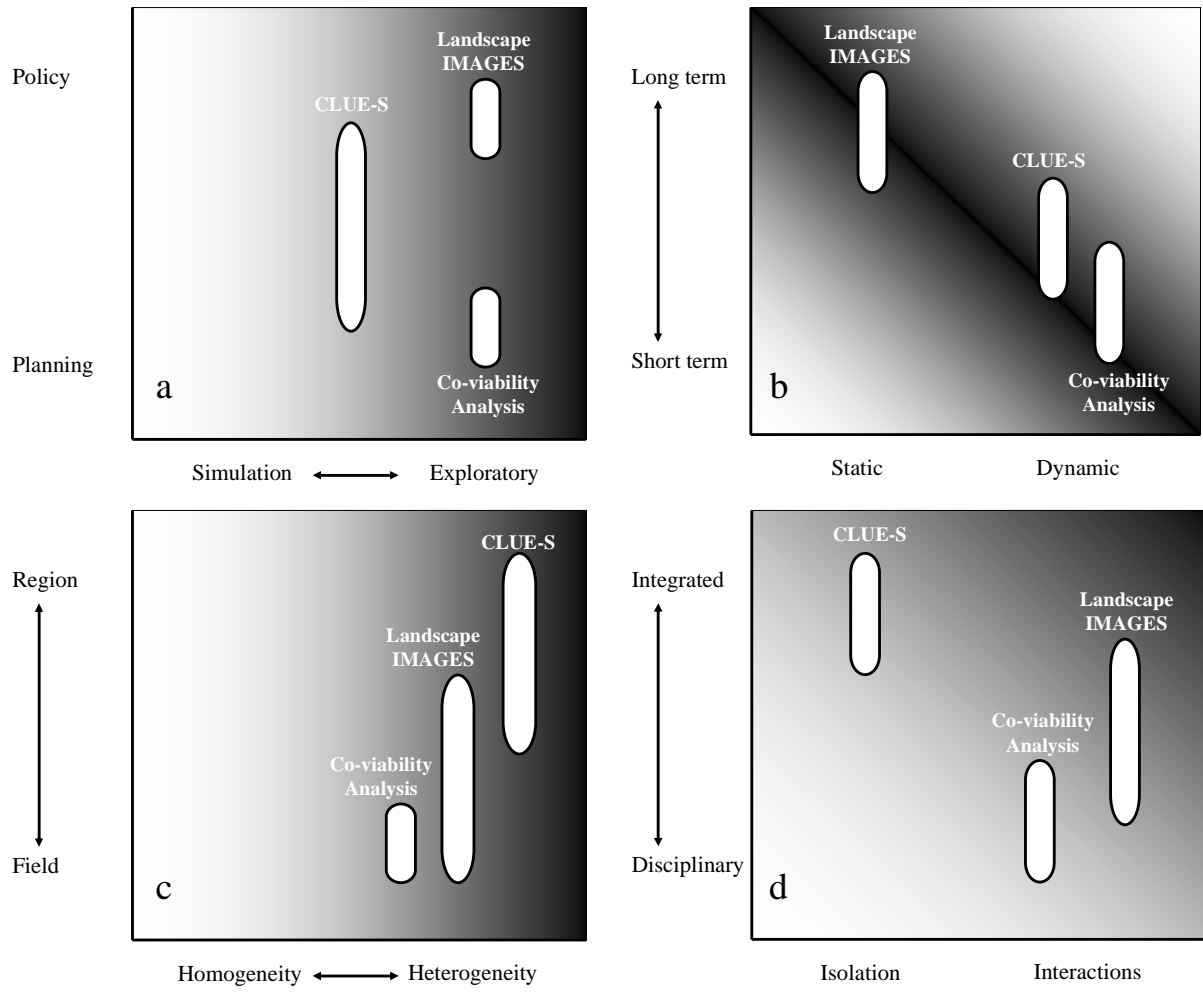 Policy
Planning
Landscape
IMAGES
CLUE-S
Co-viability
Analysis
a
Simulation
Exploratory
Long term
Short term
Landscape
IMAGES
CLUE-S
Co-viability
Analysis
b
Static
Dynamic
Region
Field
CLUE-S
Landscape
IMAGES
Co-viability
Analysis
c
Homogeneity
Heterogeneity
Integrated
Disciplinary
CLUE-S
Landscape
IMAGES
Co-viability
Analysis
d
Isolation
Interactions